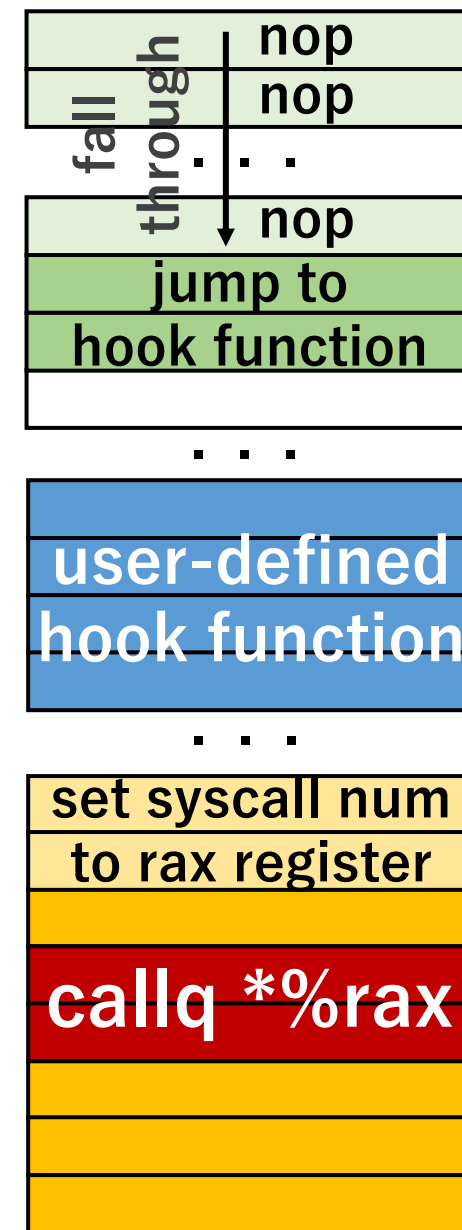 nop
nop
fall
through
. . .
nop
jump to
hook function
. . .
user-defined
hook function
. . .
set syscall num
to rax register
callq *%rax